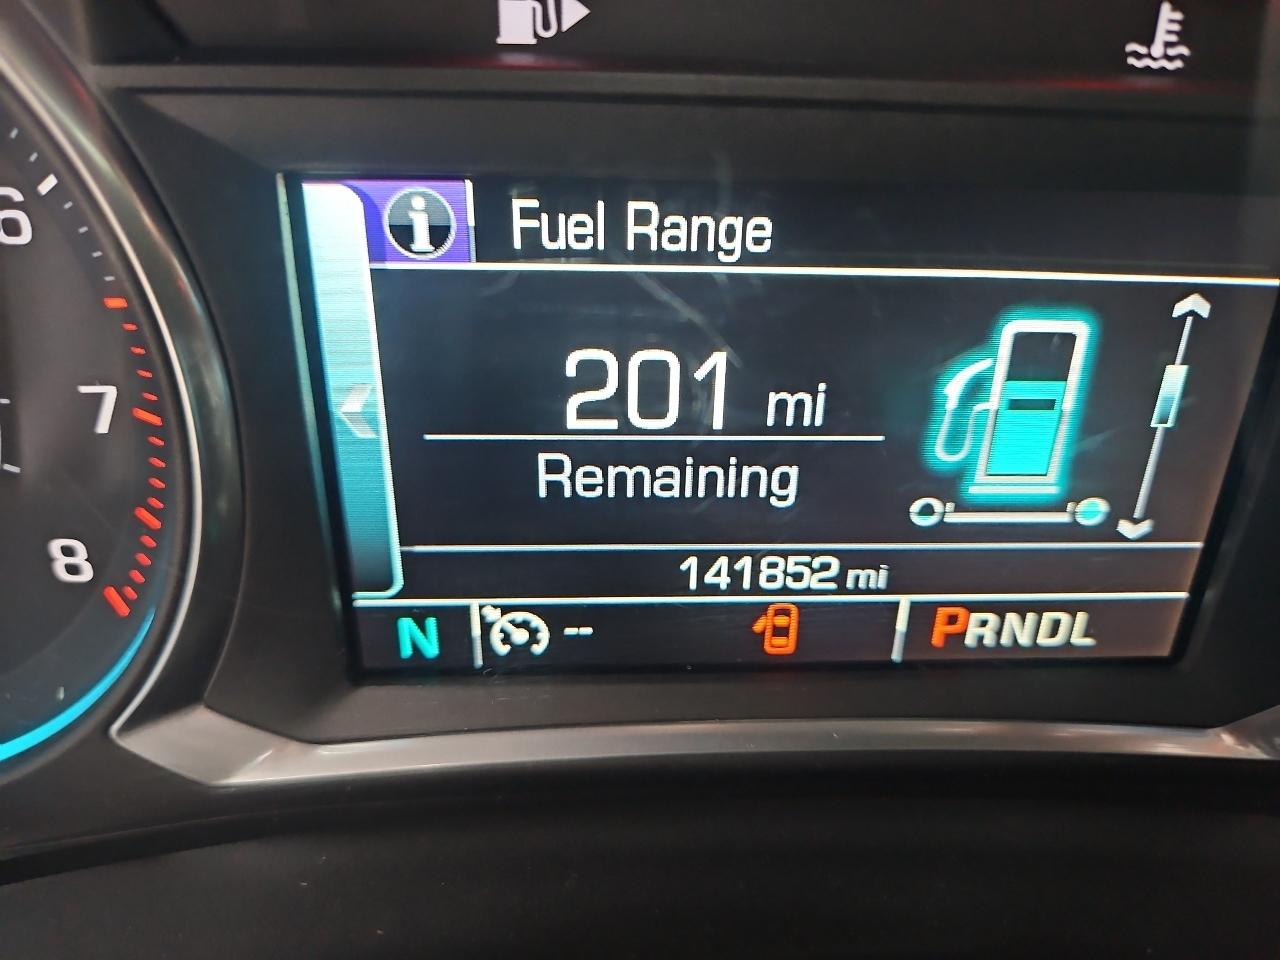 6
7
8
i Fuel Range
201 mi
Remaining
141852 mi
N -- PRNDL